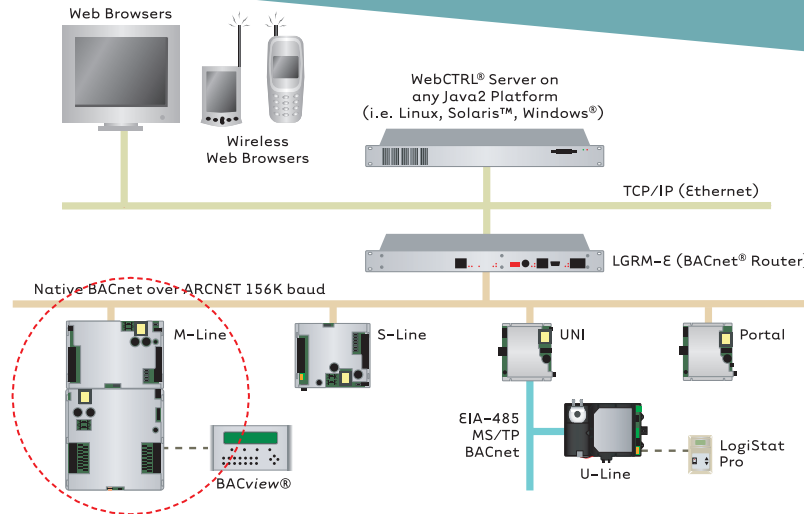 Web Browsers
Wireless
Web Browsers
WebCTRL® Server on
any Java2 Platform
(i.e. Linux, Solaris™, Windows®)
TCP/IP (Ethernet)
LGRM-E (BACnet® Router)
Native BACnet over ARCNET 156K baud
M-Line
S-Line
UNI
Portal
EIA-485
MS/TP
BACnet
BACview®
U-Line
LogiStat
Pro